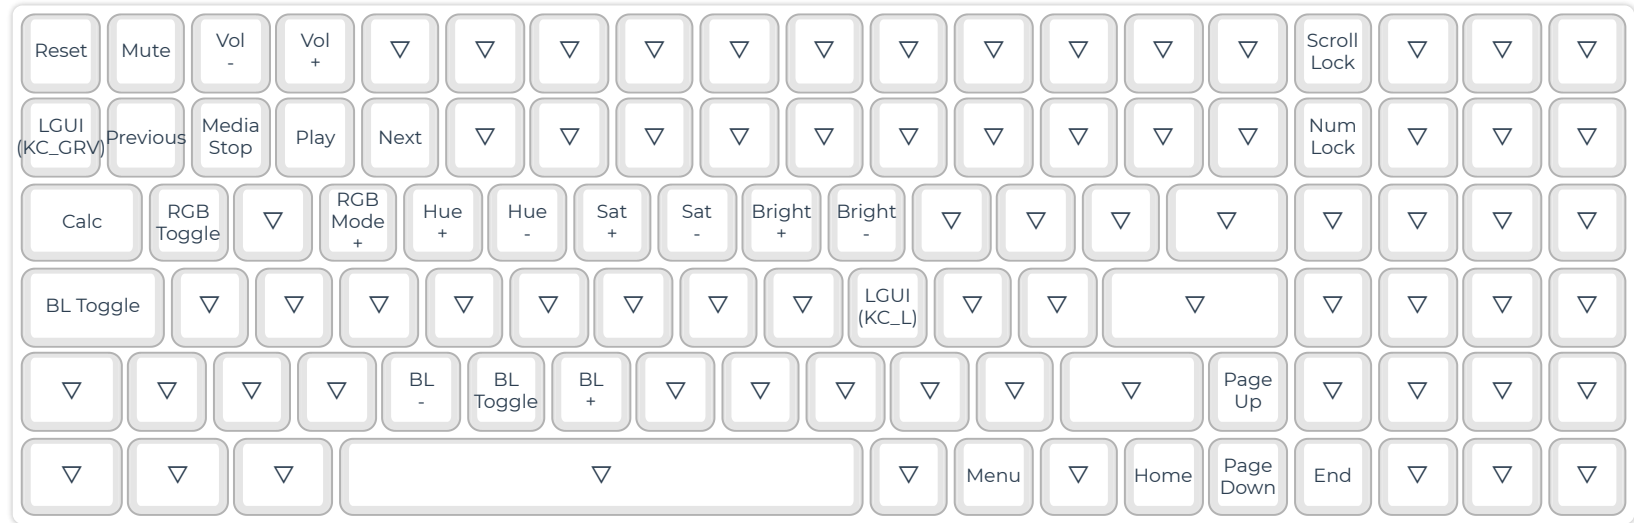 Reset Mute Vol - Vol + ▽ ▽ ▽ ▽ ▽ ▽ ▽ ▽ ▽ ▽ ▽ Scroll Lock ▽ ▽ ▽
LGUI (KC_GRV) Previous Media Stop Play Next ▽ ▽ ▽ ▽ ▽ ▽ ▽ ▽ ▽ ▽ Num Lock ▽ ▽ ▽
Calc RGB Toggle ▽ RGB Mode + Hue + Hue - Sat + Sat - Bright + Bright - ▽ ▽ ▽ ▽ ▽ ▽ ▽ ▽
BL Toggle ▽ ▽ ▽ ▽ ▽ ▽ ▽ ▽ LGUI (KC_L) ▽ ▽ ▽ ▽ ▽ ▽ ▽
▽ ▽ ▽ ▽ BL - BL Toggle BL + ▽ ▽ ▽ ▽ ▽ ▽ Page Up ▽ ▽ ▽ ▽
▽ ▽ ▽ ▽ ▽ Menu ▽ Home Page Down End ▽ ▽ ▽